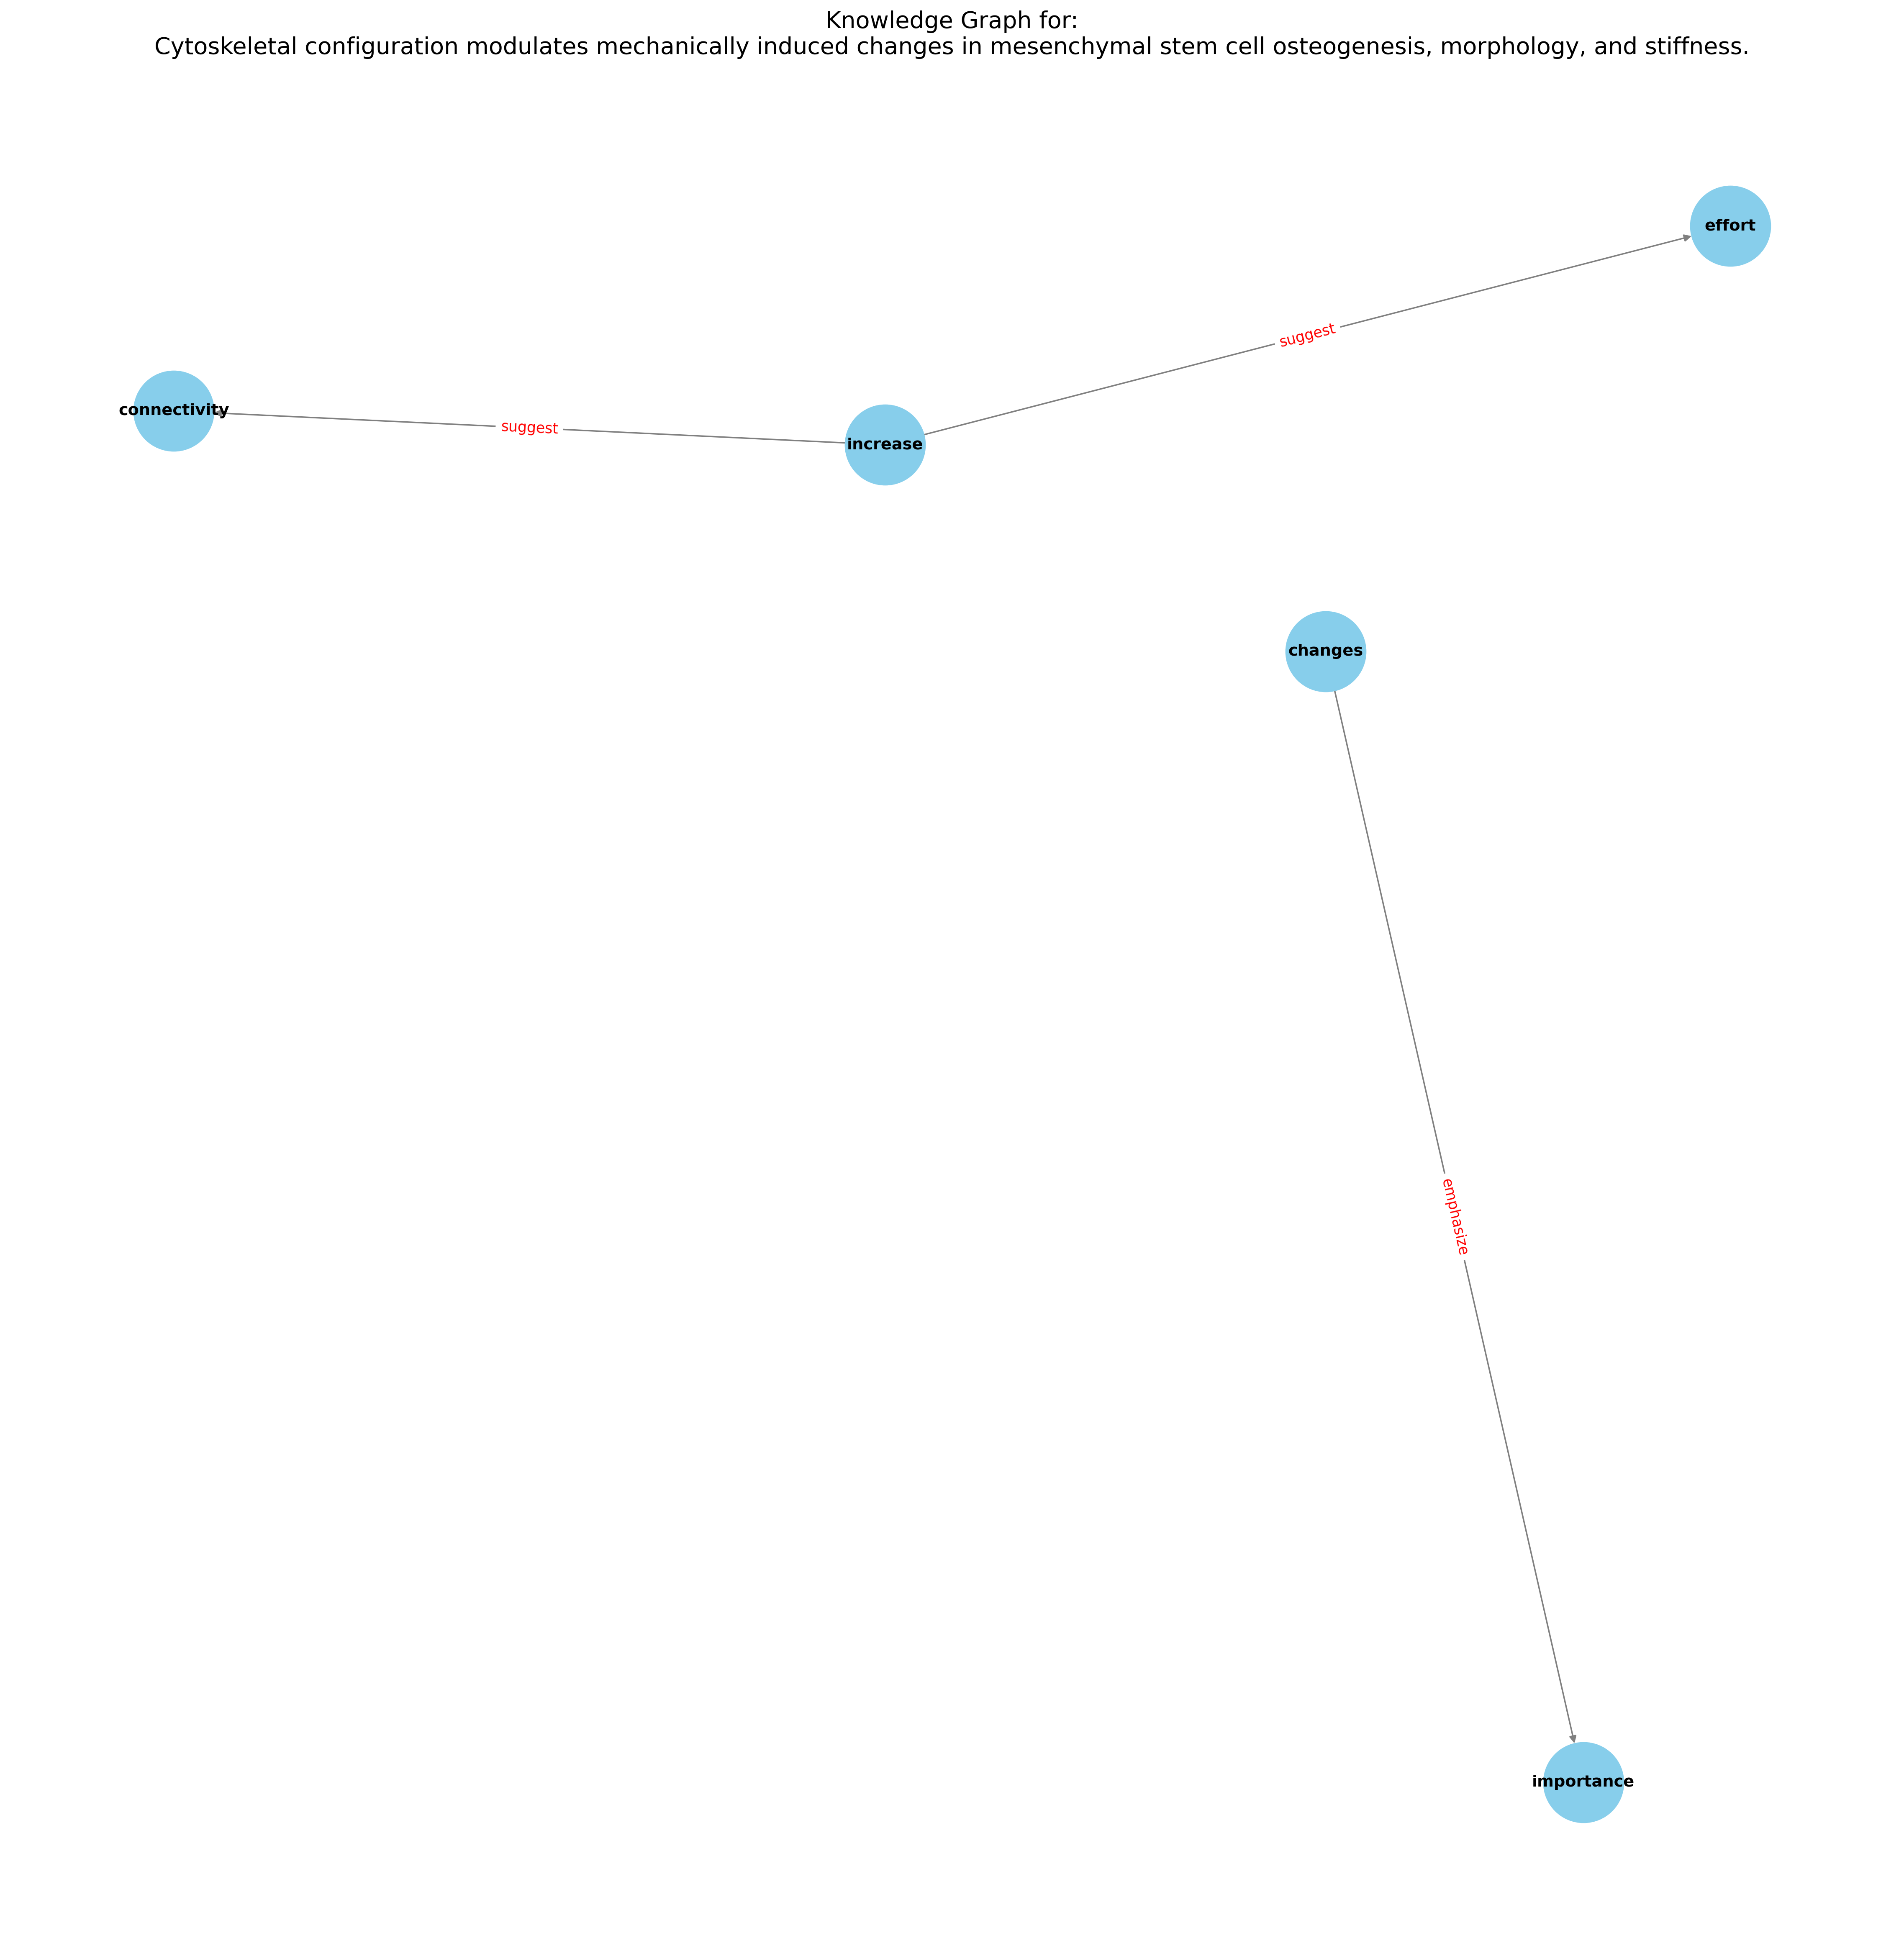 Knowledge Graph for:
Cytoskeletal configuration modulates mechanically induced changes in mesenchymal stem cell osteogenesis, morphology, and stiffness.
effort
suggest
connectivity
suggest
increase
changes
emphasize
importance